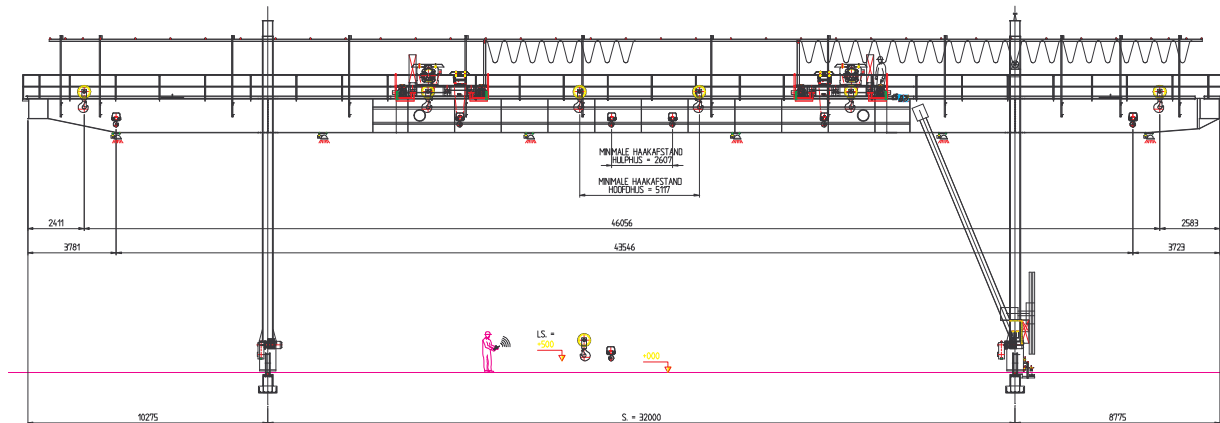 MINIMALE HAAKAFSTAND
HULPHIJS = 2607
MINIMALE HAAKAFSTAND
HOOFDHIJS = 5117
2411
46056
2583
3781
43546
3723
I.S. =
+500
+000
10275
S. = 32000
8775